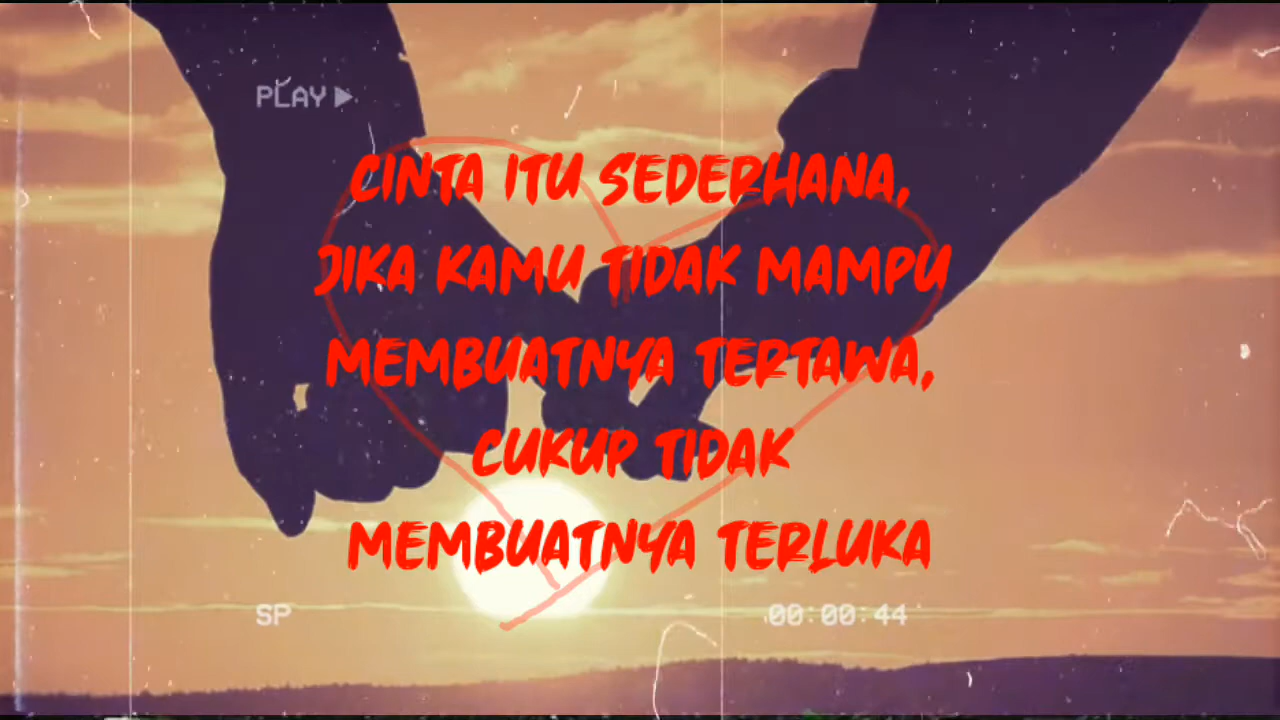 PLAY
CINTA ITU SEDERHANA,
JIKA KAMU TIDAK MAMPU
MEMBUATNYA TERTAWA,
CUKUP TIDAK
MEMBUATNYA TERLUKA
SP 00:00:44